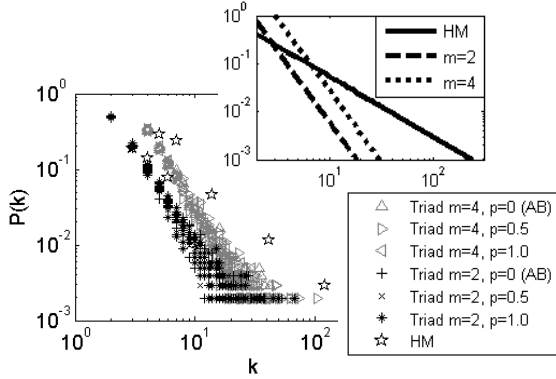 10^0
10^-1
10^-2
10^-3
10^1
10^2
HM
m=2
m=4
10^0
10^-1
10^-2
10^-3
P(k)
10^0
10^1
10^2
k
Triad m=4, p=0 (AB)
Triad m=4, p=0.5
Triad m=4, p=1.0
Triad m=2, p=0 (AB)
Triad m=2, p=0.5
Triad m=2, p=1.0
HM